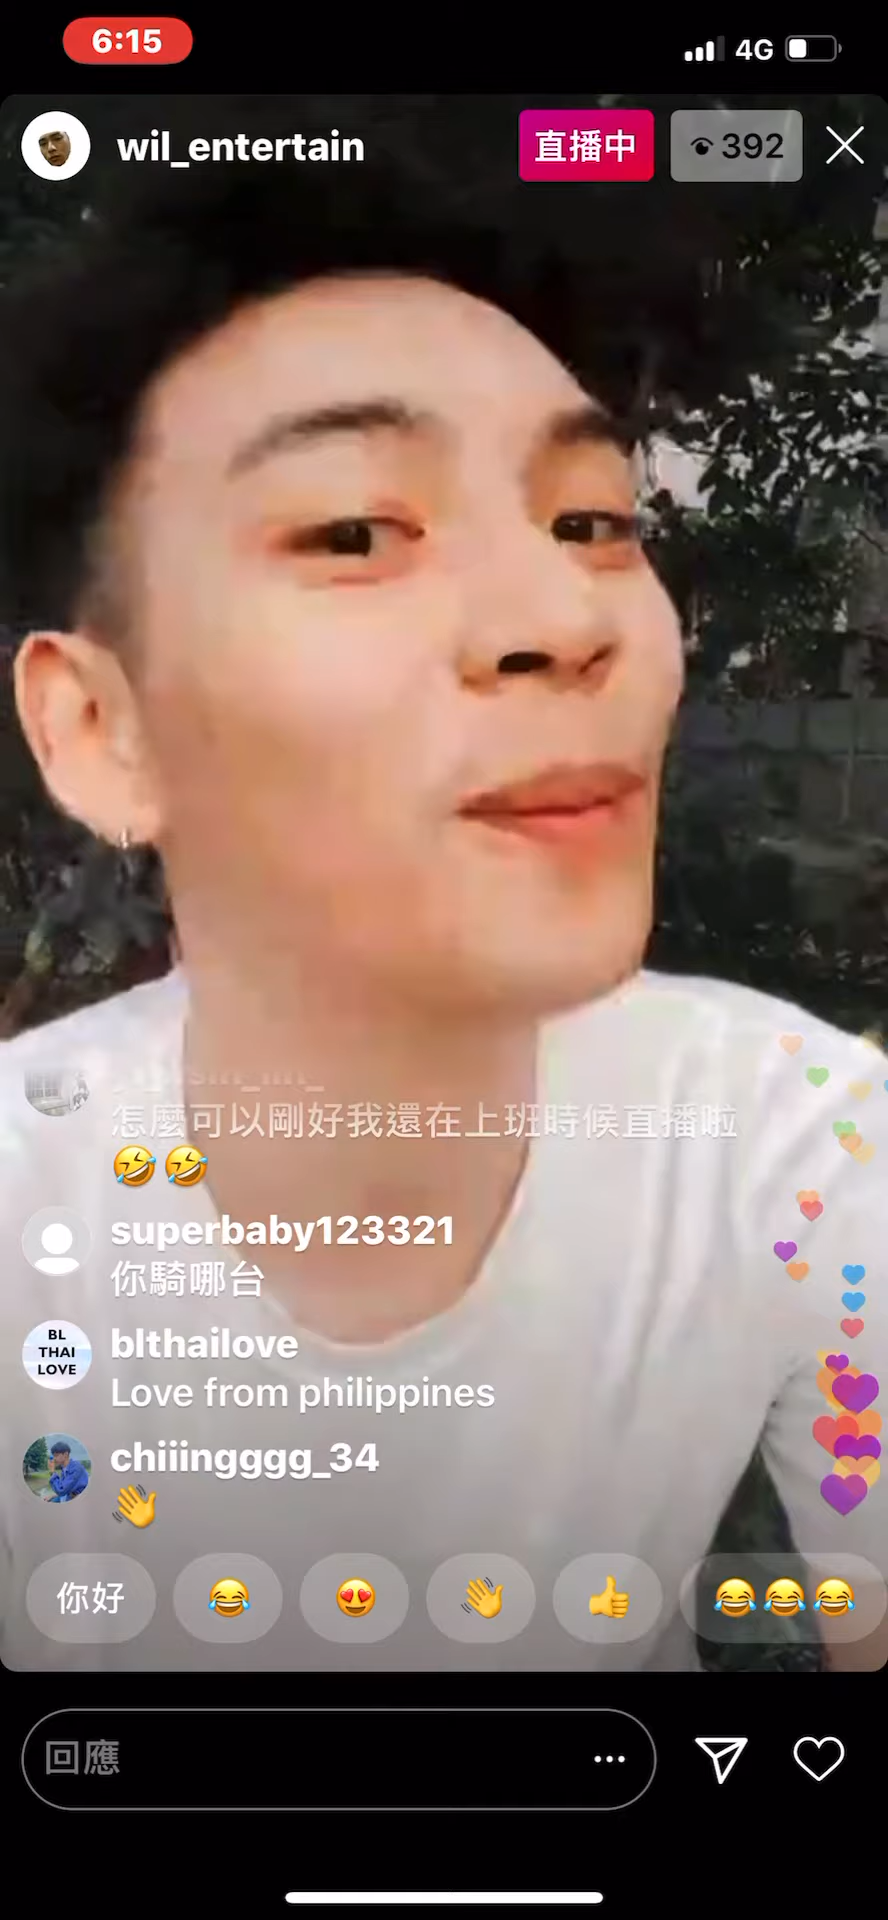 6:15
4G
wil_entertain
直播中
392
怎麼可以剛好我還在上班時候直播啦
🤣🤣
superbaby123321
你騎哪台
BL
THAI
LOVE
blthailove
Love from philippines
chiiingggg_34
👋
你好 😂 😍 👋 👍 😂😂😂
回應